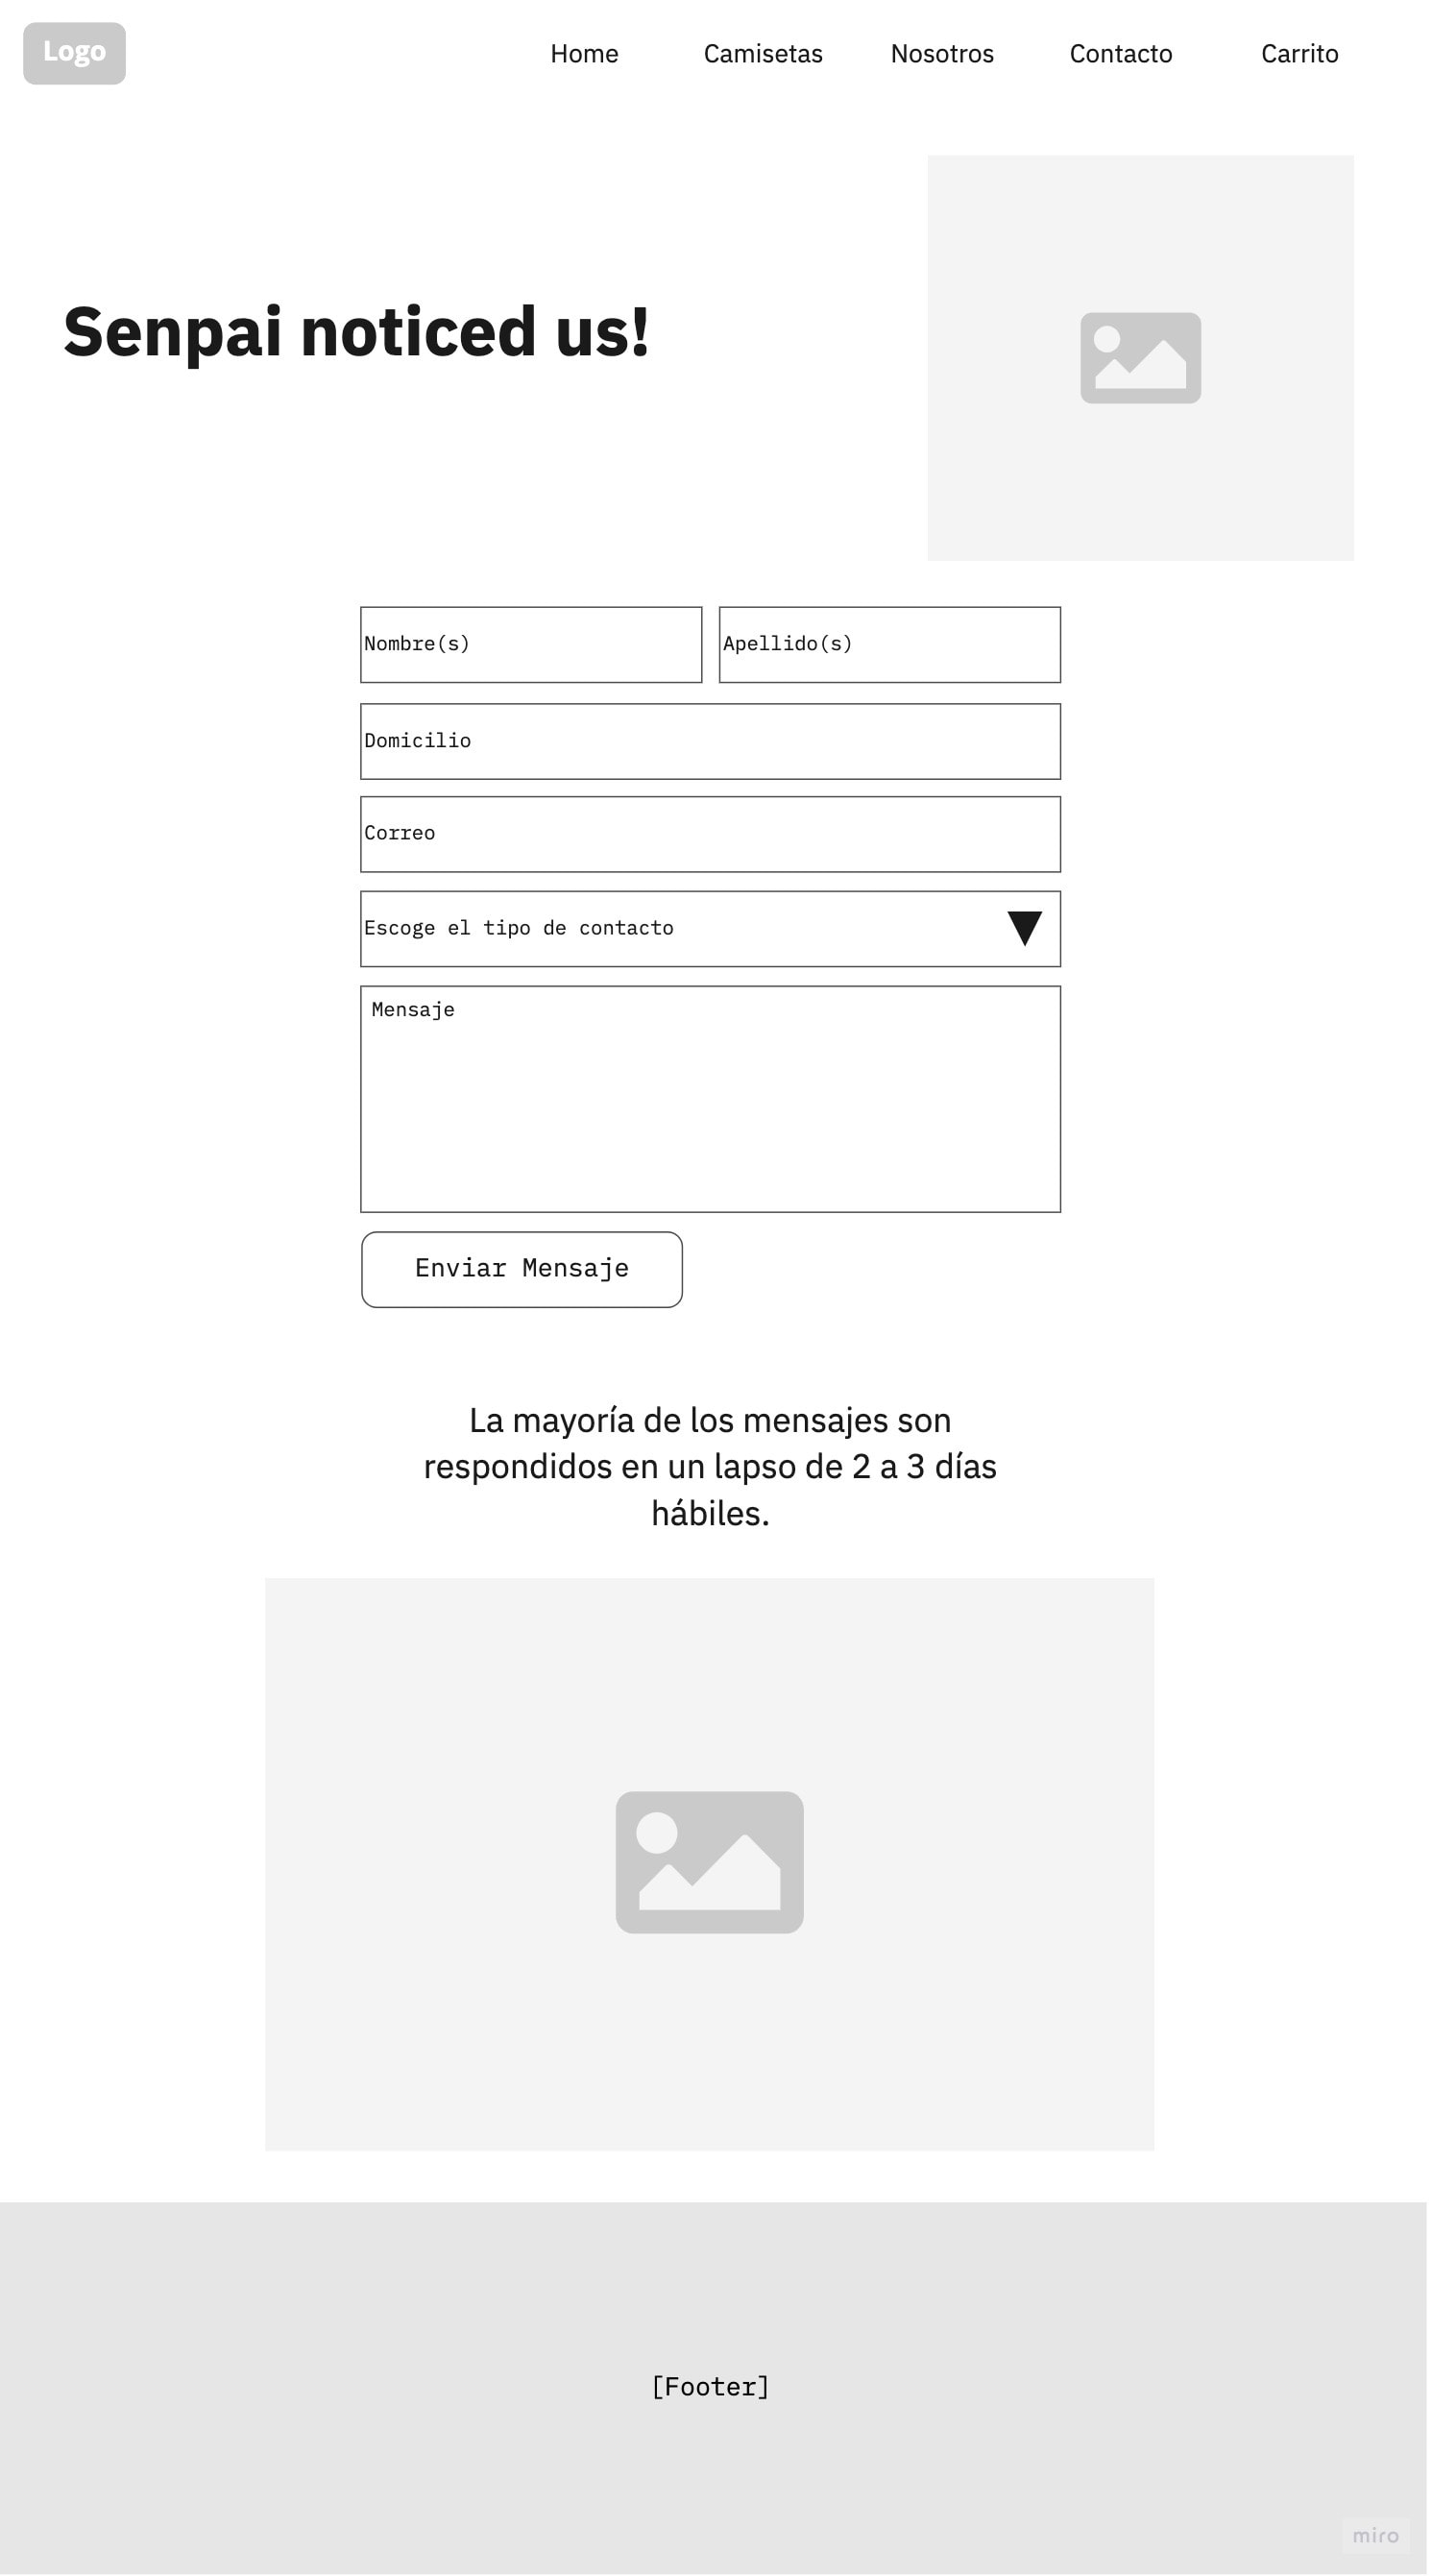 Logo
Home
Camisetas
Nosotros
Contacto
Carrito
Senpai noticed us!
Nombre(s)
Apellido(s)
Domicilio
Correo
Escoge el tipo de contacto
Mensaje
Enviar Mensaje
La mayoría de los mensajes son
respondidos en un lapso de 2 a 3 días
hábiles.
[Footer]
miro